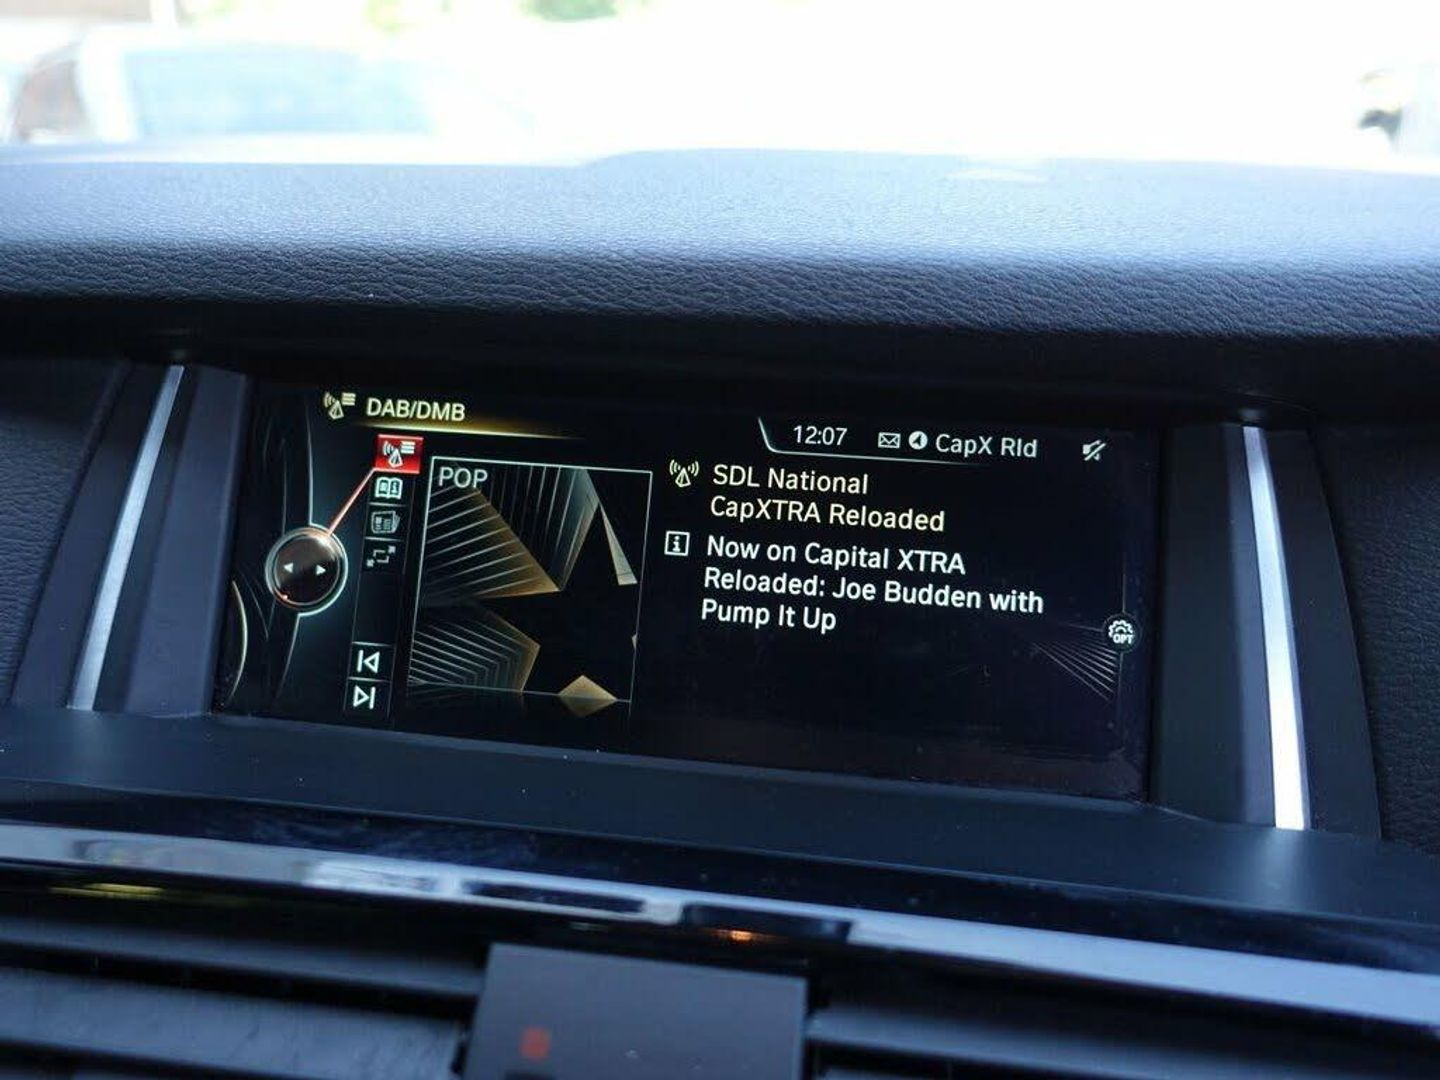 DAB/DMB
12:07 CapX Rld
POP
SDL National
CapXTRA Reloaded
Now on Capital XTRA
Reloaded: Joe Budden with
Pump It Up
OPT